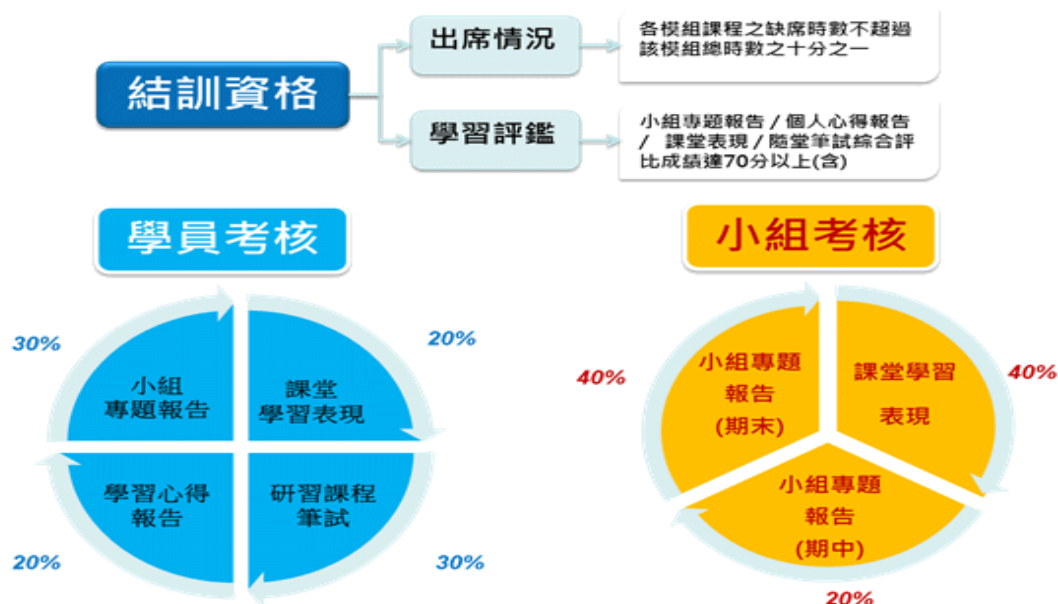 結訓資格
出席情況
各模組課程之缺席時數不超過
該模組總時數之十分之一
學習評鑑
小組專題報告 / 個人心得報告
/ 課堂表現 / 隨堂筆試綜合評
比成績達70分以上(含)
學員考核
30%
20%
小組
專題報告
課堂
學習表現
學習心得
報告
研習課程
筆試
20%
30%
小組考核
40%
40%
小組專題
報告
(期末)
課堂學習
表現
小組專題
報告
(期中)
20%